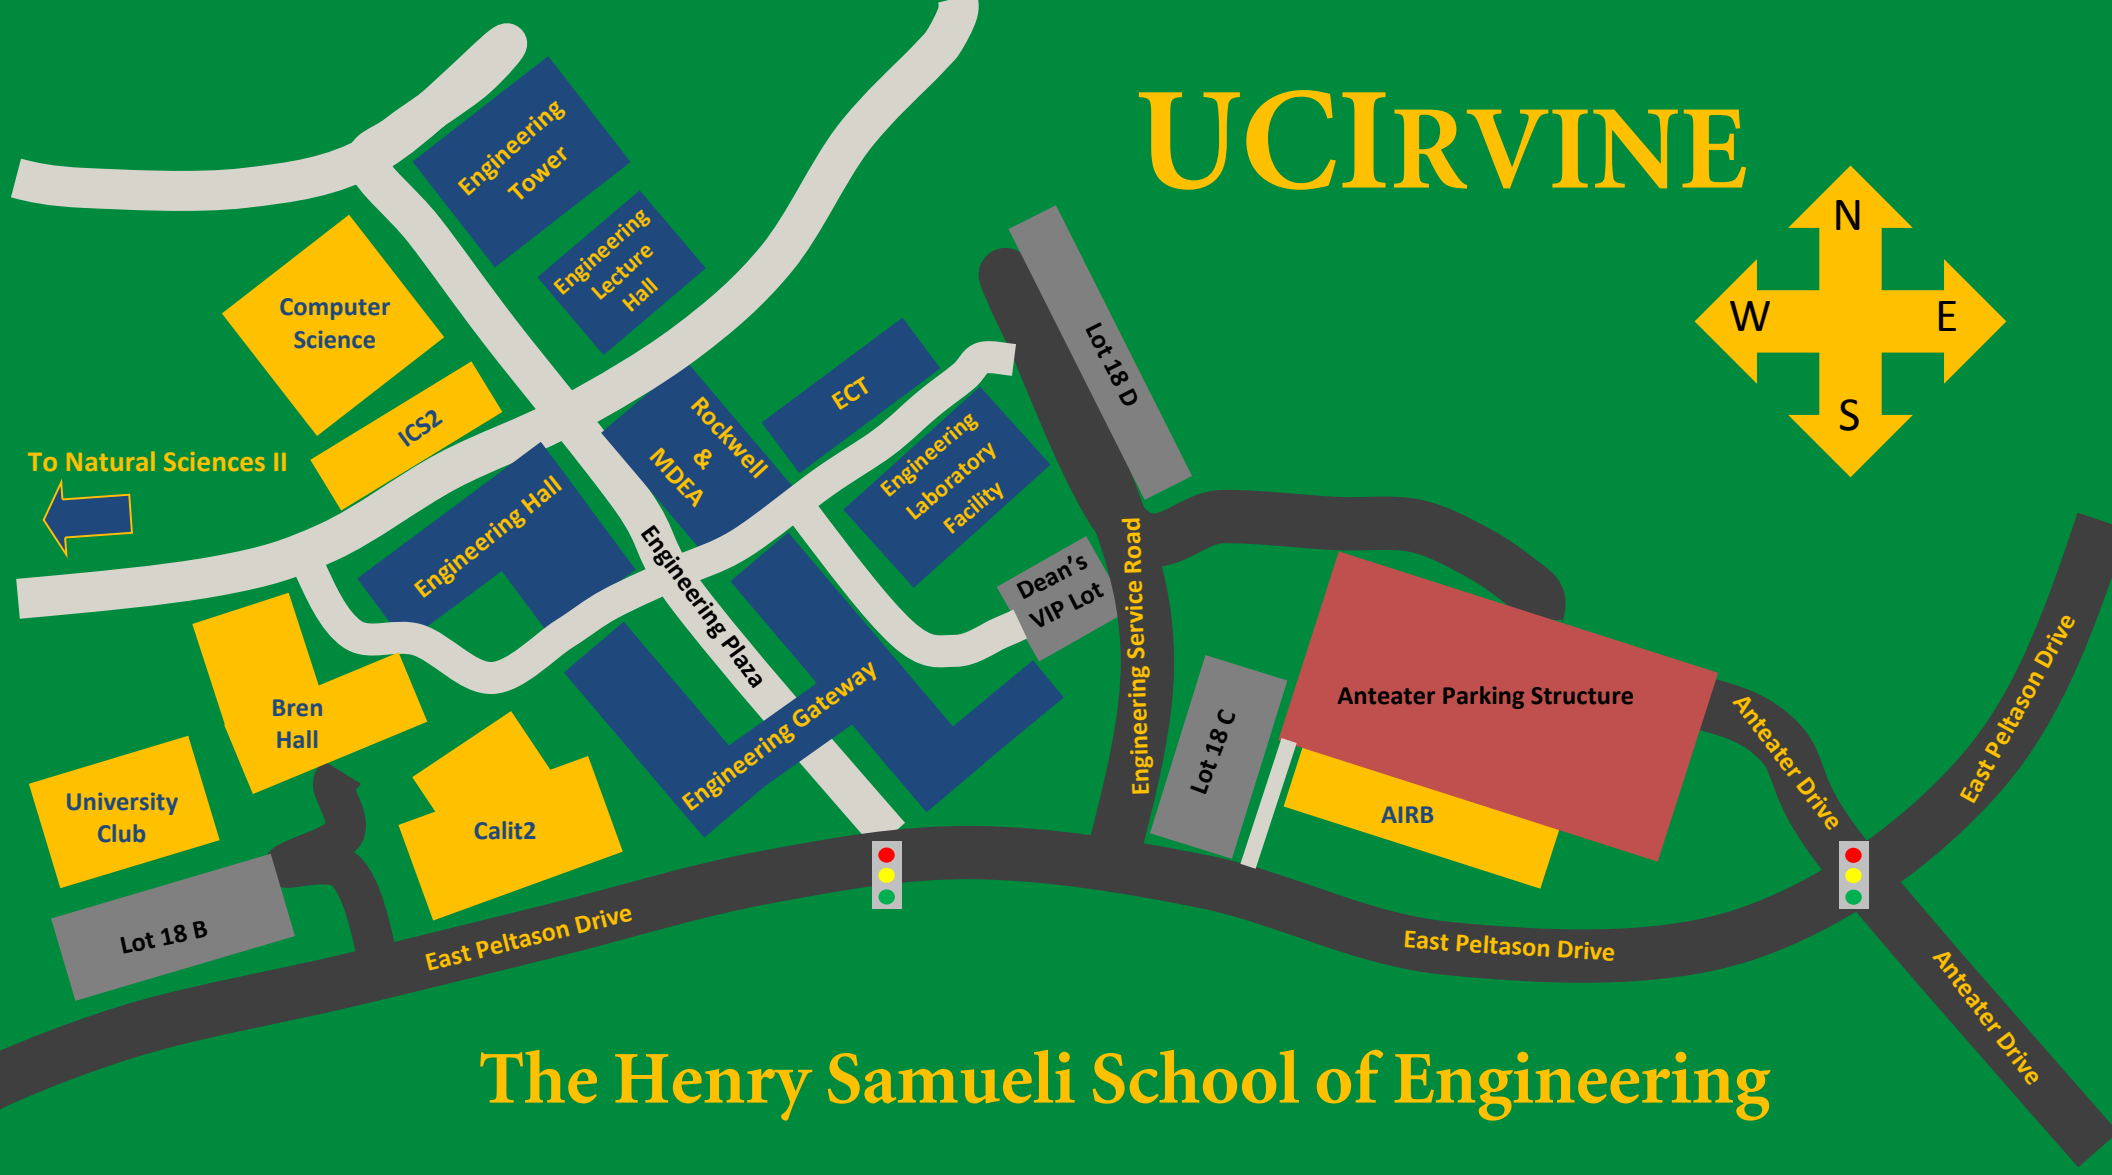 UCIRVINE
N
W
E
S
Engineering
Tower
Engineering
Lecture
Hall
Computer
Science
ICS2
To Natural Sciences II
Engineering Hall
Rockwell
&
MDEA
ECT
Engineering
Laboratory
Facility
Lot 18 D
Engineering Plaza
Dean’s
VIP Lot
Engineering Service Road
Engineering Gateway
Bren
Hall
University
Club
Calit2
Lot 18 B
Lot 18 C
Anteater Parking Structure
AIRB
Anteater Drive
East Peltason Drive
East Peltason Drive
East Peltason Drive
Anteater Drive
The Henry Samueli School of Engineering